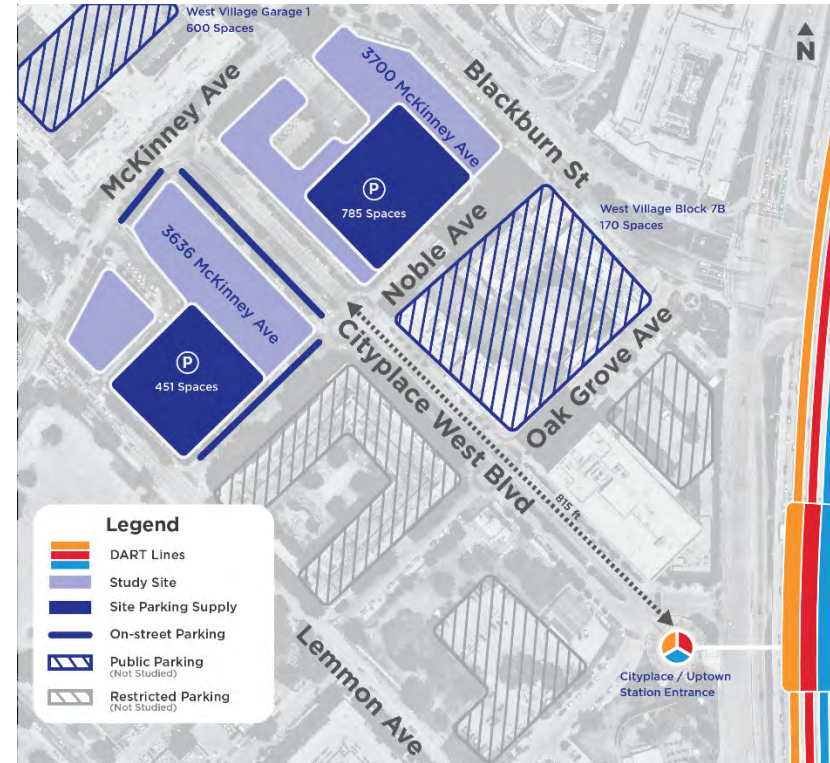 West Village Garage 1
600 Spaces
N
McKinney Ave
3700 McKinney Ave
Blackburn St
P
785 Spaces
Noble Ave
West Village Block 7B
170 Spaces
3636 McKinney Ave
P
451 Spaces
Cityplace West Blvd
Oak Grove Ave
815 ft
Legend
DART Lines
Study Site
Site Parking Supply
On-street Parking
Public Parking
(Not Studied)
Restricted Parking
(Not Studied)
Lemmon Ave
Cityplace / Uptown
Station Entrance